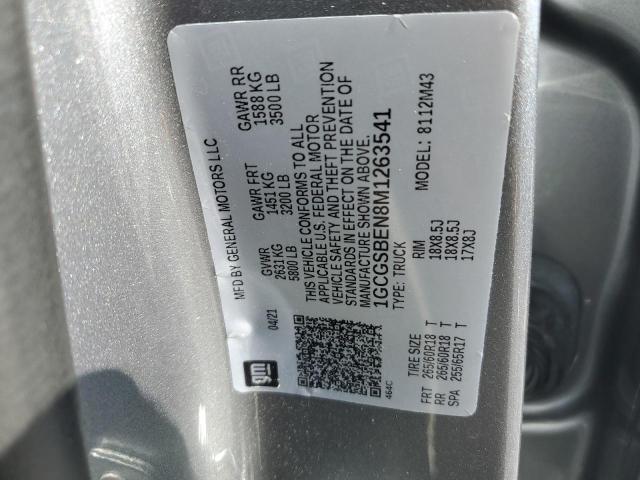 gm
MFD BY GENERAL MOTORS LLC
04/21
GVWR
2631 KG
5800 LB
GAWR FRT
1451 KG
3200 LB
GAWR RR
1588 KG
3500 LB
THIS VEHICLE CONFORMS TO ALL
APPLICABLE U.S. FEDERAL MOTOR
VEHICLE SAFETY AND THEFT PREVENTION
STANDARDS IN EFFECT ON THE DATE OF
MANUFACTURE SHOWN ABOVE.
1GCGSBEN8M1263541
TYPE: TRUCK
MODEL: 8112M43
464C
TIRE SIZE RIM
FRT 265/60R18 T 18X8.5J
RR 265/60R18 T 18X8.5J
SPA 255/65R17 T 17X8J